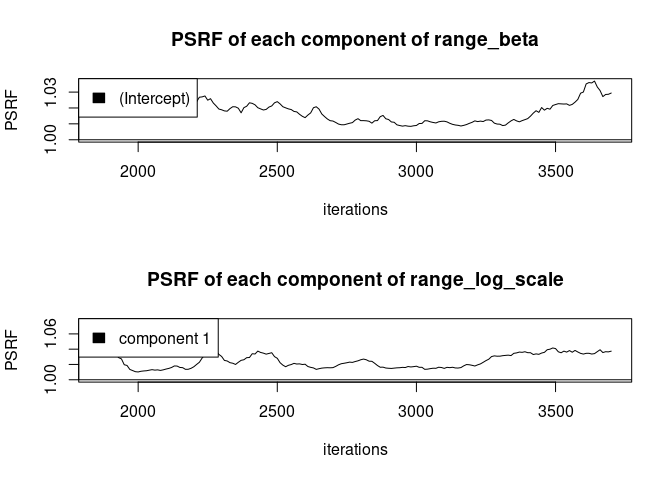 PSRF of each component of range_beta
PSRF
1.03
1.00
(Intercept)
2000 2500 3000 3500
iterations
PSRF of each component of range_log_scale
PSRF
1.06
1.00
component 1
2000 2500 3000 3500
iterations